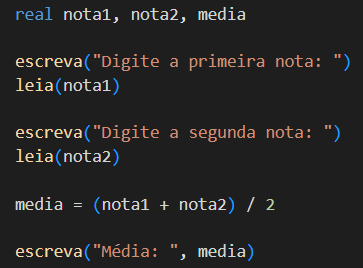 real nota1, nota2, media
escreva("Digite a primeira nota: ")
leia(nota1)
escreva("Digite a segunda nota: ")
leia(nota2)
media = (nota1 + nota2) / 2
escreva("Média: ", media)